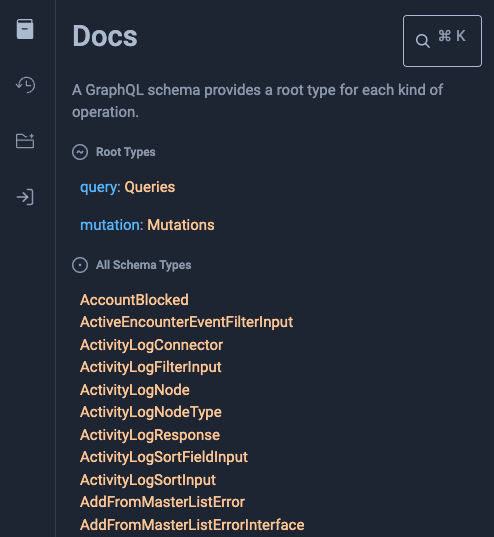 Docs
⌘ K
A GraphQL schema provides a root type for each kind of
operation.
Root Types
query: Queries
mutation: Mutations
All Schema Types
AccountBlocked
ActiveEncounterEventFilterInput
ActivityLogConnector
ActivityLogFilterInput
ActivityLogNode
ActivityLogNodeType
ActivityLogResponse
ActivityLogSortFieldInput
ActivityLogSortInput
AddFromMasterListError
AddFromMasterListErrorInterface